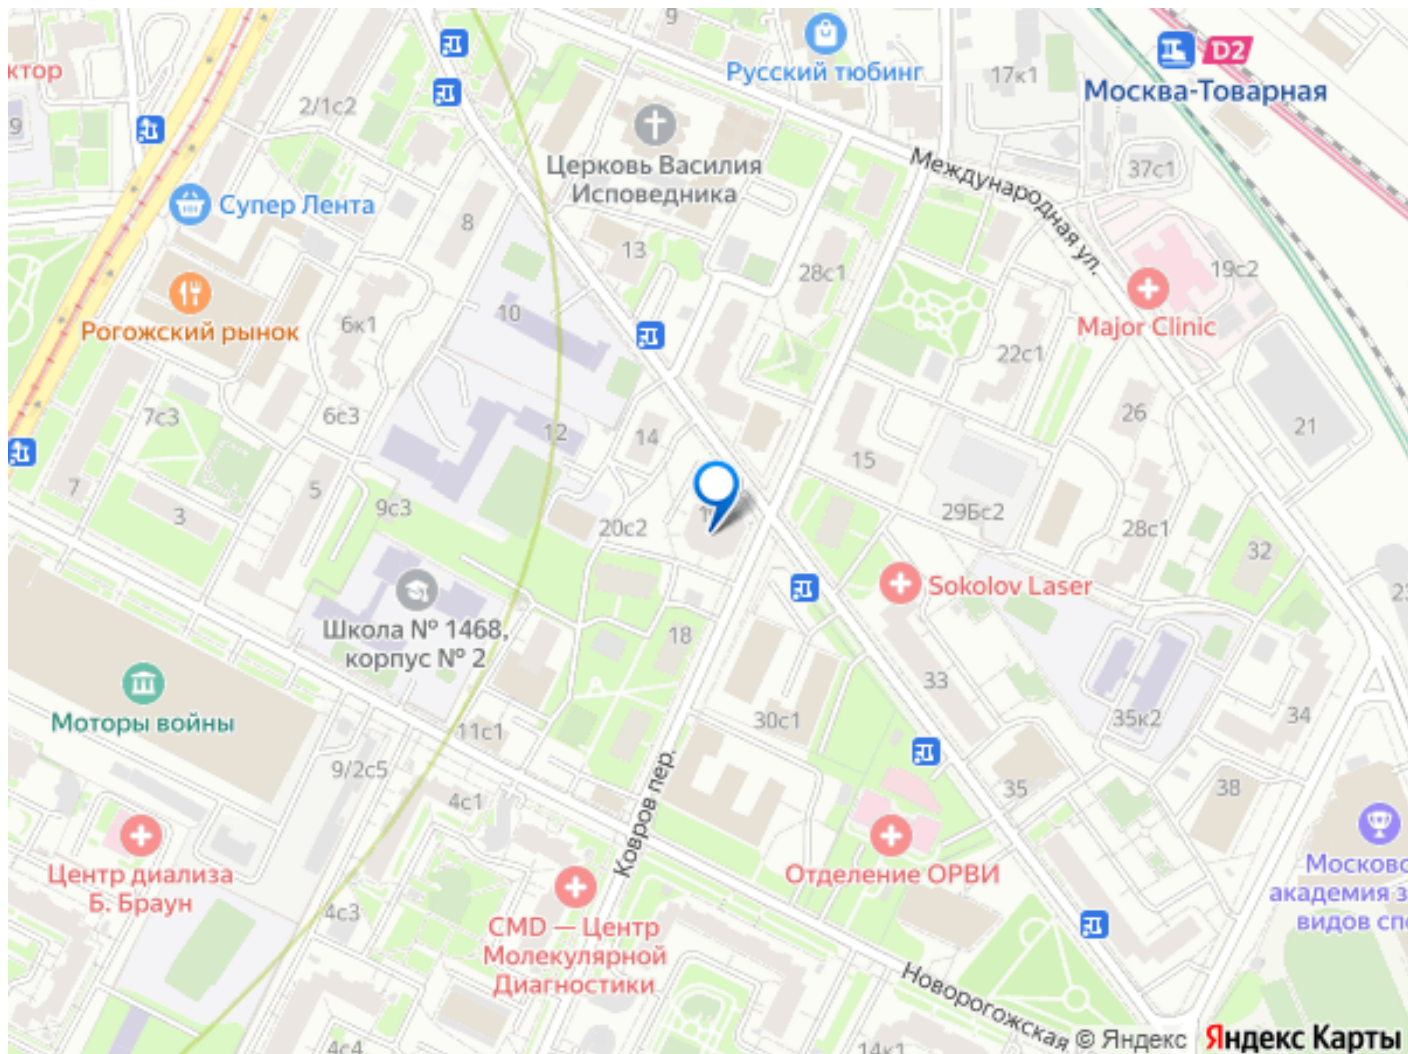 9
Русский тюбинг
17к1
D2
Москва-Товарная
ктор
2/1с2
9
Церковь Василия
Исповедника
Международная ул.
37с1
Супер Лента
8
13
28с1
19с2
Рогожский рынок
6к1
10
Major Clinic
22с1
7с3
6с3
12
14
26
21
15
7
5
3
9с3
20с2
29Бс2
28с1
32
Sokolov Laser
Школа № 1468,
корпус № 2
18
33
Моторы войны
11с1
30с1
35к2
34
9/2с5
4с1
35
38
Ковров пер.
Центр диализа
Б. Браун
4с3
Отделение ОРВИ
CMD — Центр
Молекулярной
Диагностики
Московс
академия з
видов сп
Новорогожская
4с4
14к1
© Яндекс
Яндекс Карты